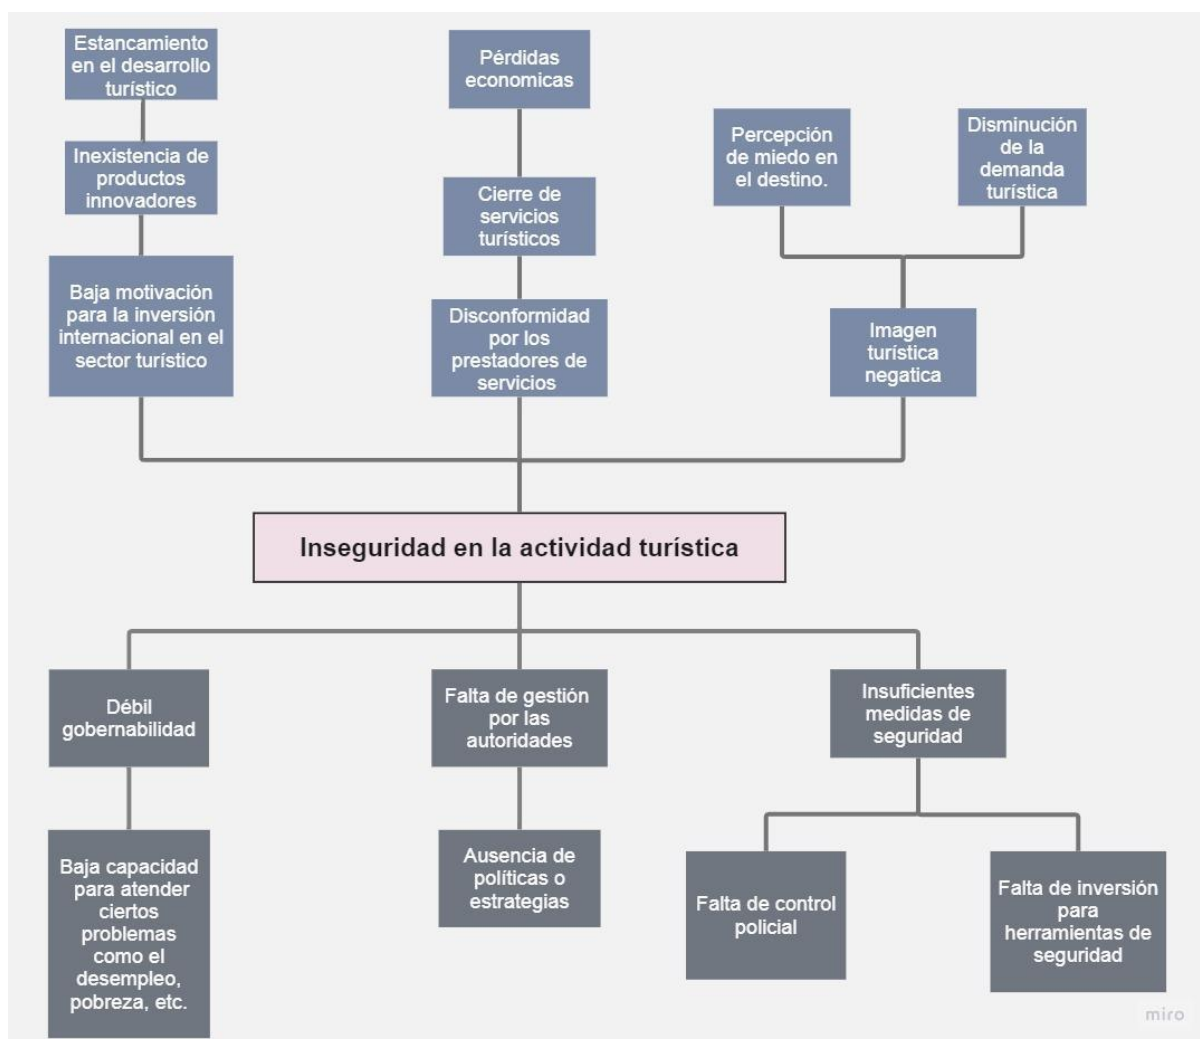 Estancamiento
en el desarrollo
turístico
Pérdidas
economicas
Percepción
de miedo en
el destino.
Disminución
de la
demanda
turística
Inexistencia de
productos
innovadores
Cierre de
servicios
turísticos
Baja motivación
para la inversión
internacional en el
sector turístico
Disconformidad
por los
prestadores de
servicios
Imagen
turística
negatica
Inseguridad en la actividad turística
Débil
gobernabilidad
Falta de gestión
por las
autoridades
Insuficientes
medidas de
seguridad
Baja capacidad
para atender
ciertos
problemas
como el
desempleo,
pobreza, etc.
Ausencia de
políticas o
estrategias
Falta de control
policial
Falta de inversión
para
herramientas de
seguridad
miro